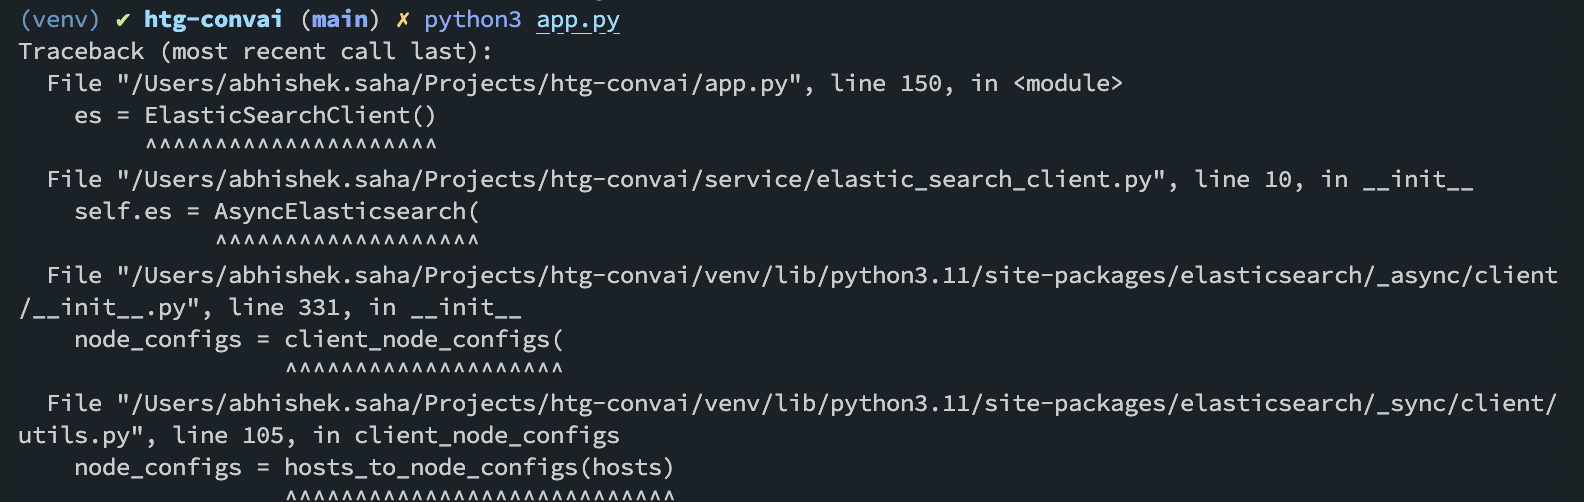 (venv) ✔ htg-convai (main) ✗ python3 app.py
Traceback (most recent call last):
  File "/Users/abhishek.saha/Projects/htg-convai/app.py", line 150, in <module>
    es = ElasticSearchClient()
         ^^^^^^^^^^^^^^^^^^^^^
  File "/Users/abhishek.saha/Projects/htg-convai/service/elastic_search_client.py", line 10, in __init__
    self.es = AsyncElasticsearch(
              ^^^^^^^^^^^^^^^^^^^
  File "/Users/abhishek.saha/Projects/htg-convai/venv/lib/python3.11/site-packages/elasticsearch/_async/client
/__init__.py", line 331, in __init__
    node_configs = client_node_configs(
                   ^^^^^^^^^^^^^^^^^^^^
  File "/Users/abhishek.saha/Projects/htg-convai/venv/lib/python3.11/site-packages/elasticsearch/_sync/client/
utils.py", line 105, in client_node_configs
    node_configs = hosts_to_node_configs(hosts)
                   ^^^^^^^^^^^^^^^^^^^^^^^^^^^^